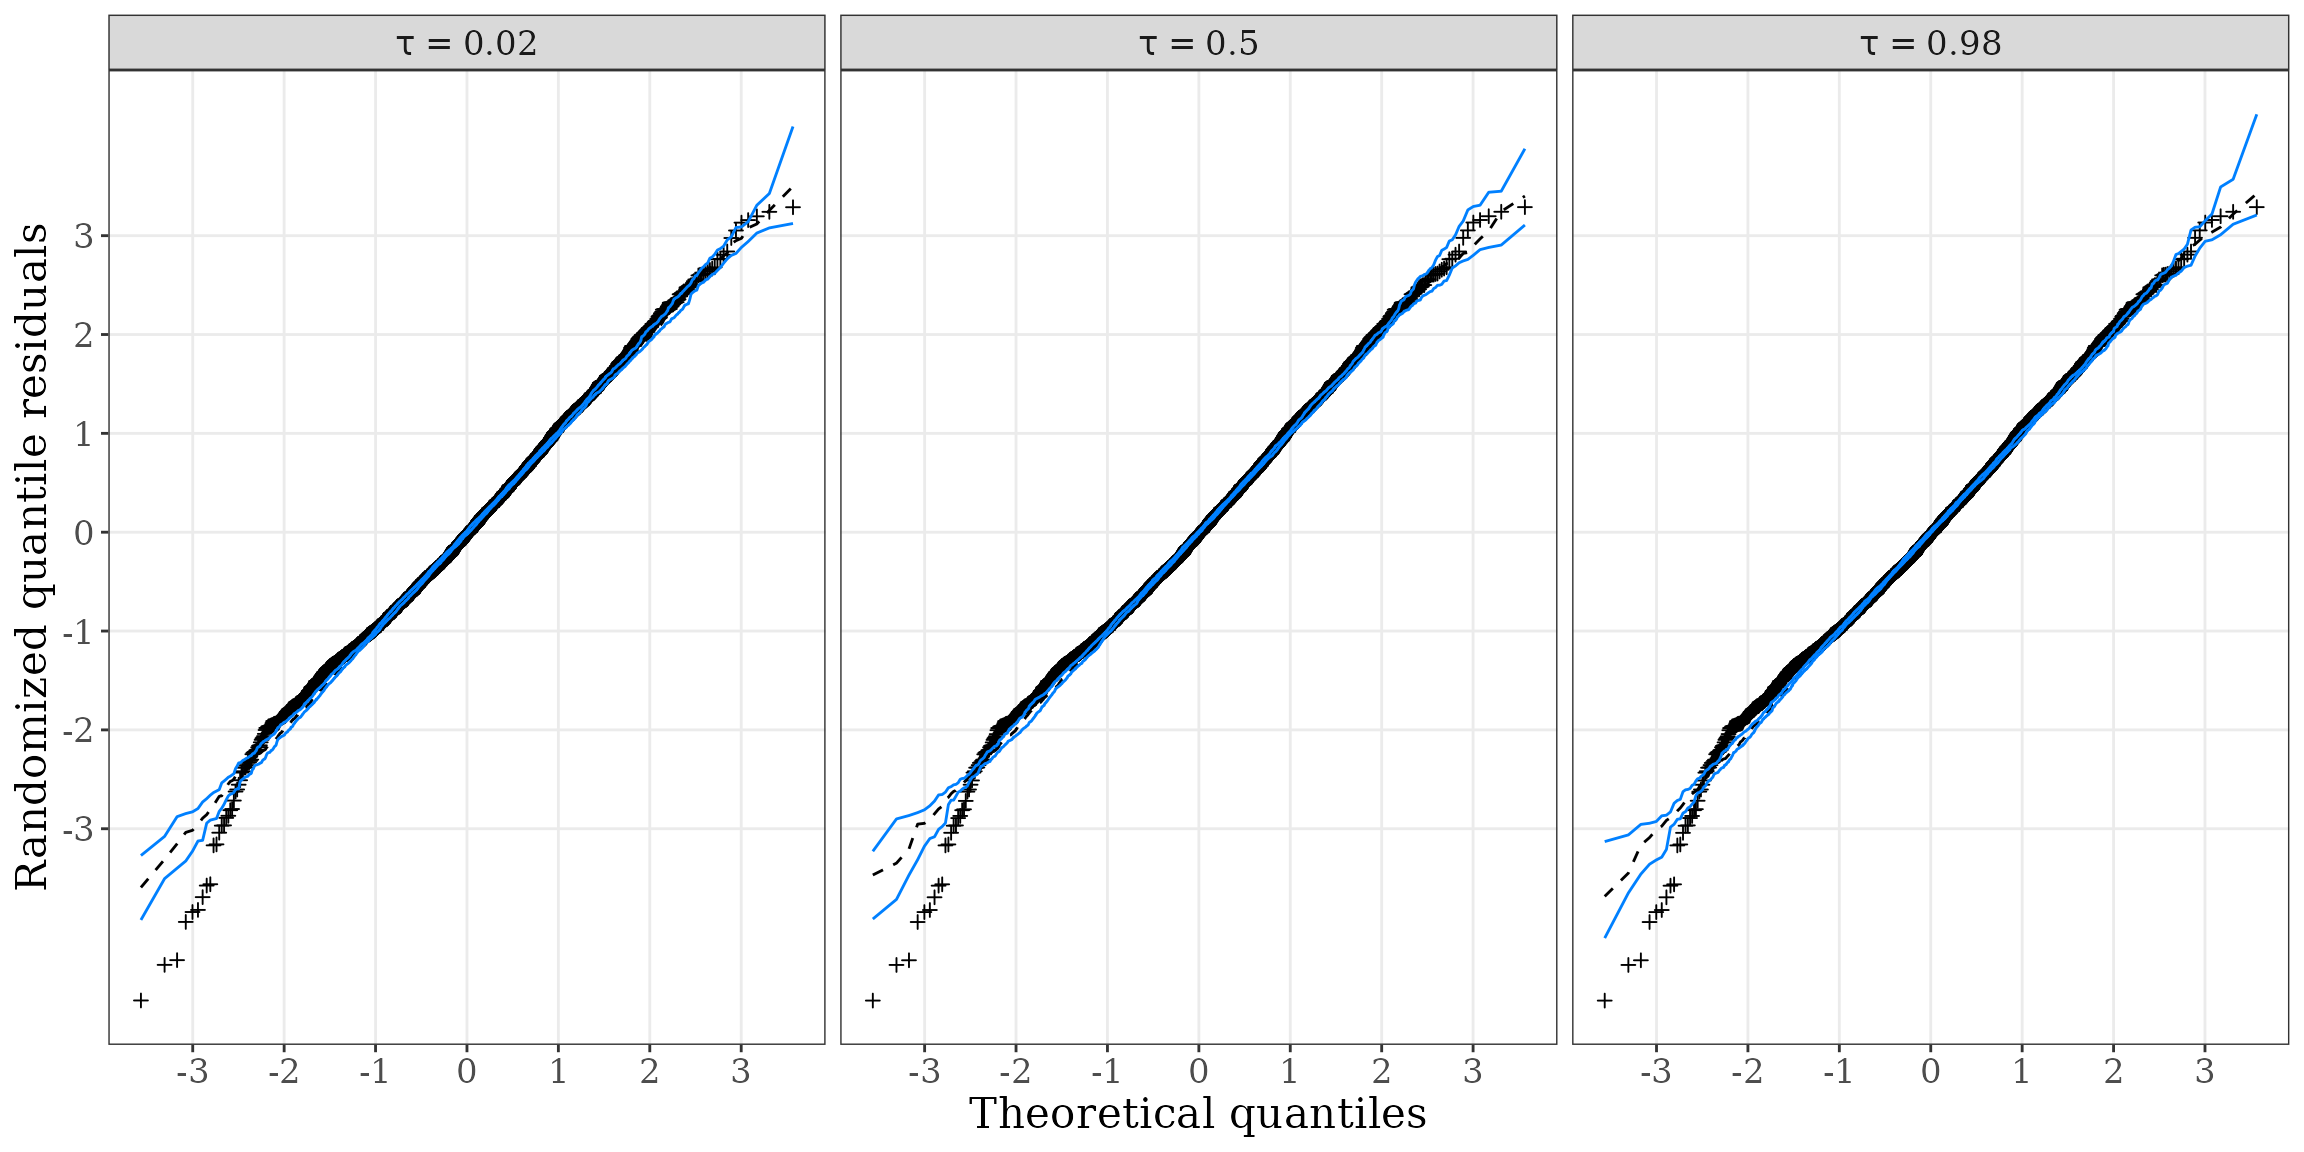 τ = 0.02
τ = 0.5
τ = 0.98
Randomized quantile residuals
3
2
1
0
-1
-2
-3
-3 -2 -1 0 1 2 3
-3 -2 -1 0 1 2 3
-3 -2 -1 0 1 2 3
Theoretical quantiles